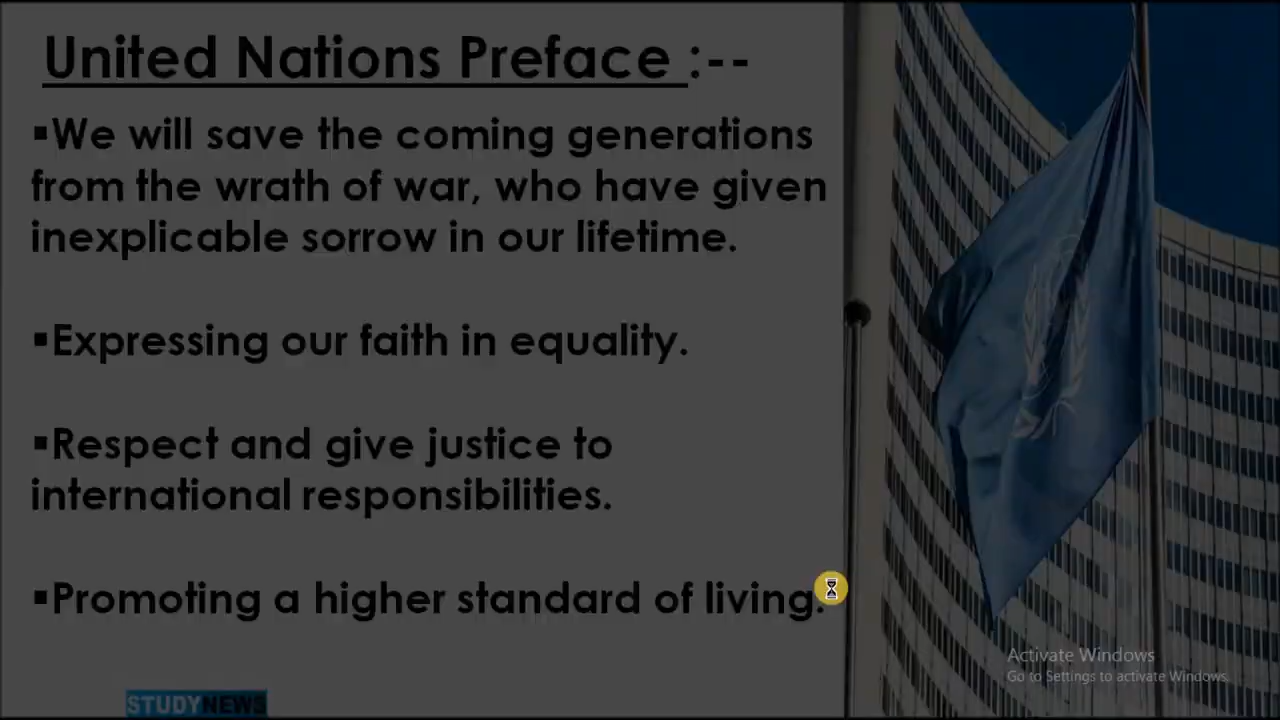 United Nations Preface :--
▪We will save the coming generations
from the wrath of war, who have given
inexplicable sorrow in our lifetime.
▪Expressing our faith in equality.
▪Respect and give justice to
international responsibilities.
▪Promoting a higher standard of living.
Activate Windows
Go to Settings to activate Windows.
STUDYNEWS